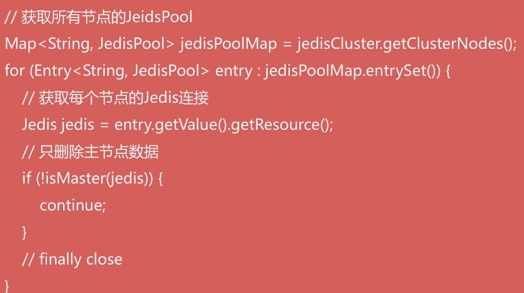 // 获取所有节点的JeidsPool
Map<String, JedisPool> jedisPoolMap = jedisCluster.getClusterNodes();
for (Entry<String, JedisPool> entry : jedisPoolMap.entrySet()) {
// 获取每个节点的Jedis连接
Jedis jedis = entry.getValue().getResource();
// 只删除主节点数据
if (!isMaster(jedis)) {
continue;
}
// finally close
}